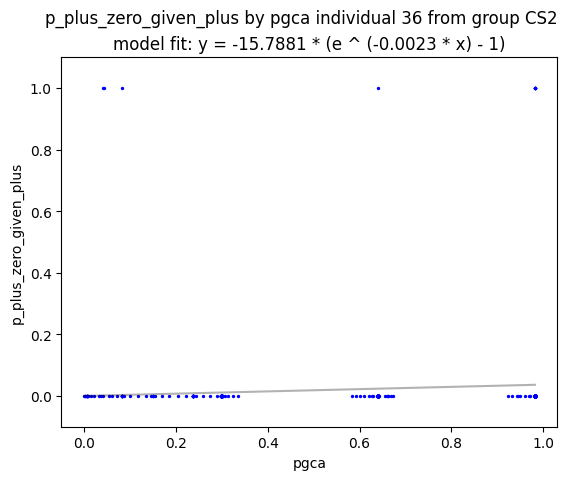 p_plus_zero_given_plus by pgca individual 36 from group CS2
model fit: y = -15.7881 * (e ^ (-0.0023 * x) - 1)
1.0
0.8
0.6
0.4
0.2
0.0
p_plus_zero_given_plus
0.0 0.2 0.4 0.6 0.8 1.0
pgca